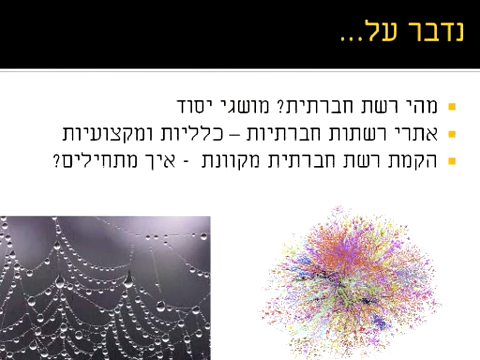 נדבר על...
מהי רשת חברתית? מושגי יסוד
אתרי רשתות חברתיות – כלליות ומקצועיות
הקמת רשת חברתית מקוונת - איך מתחילים?